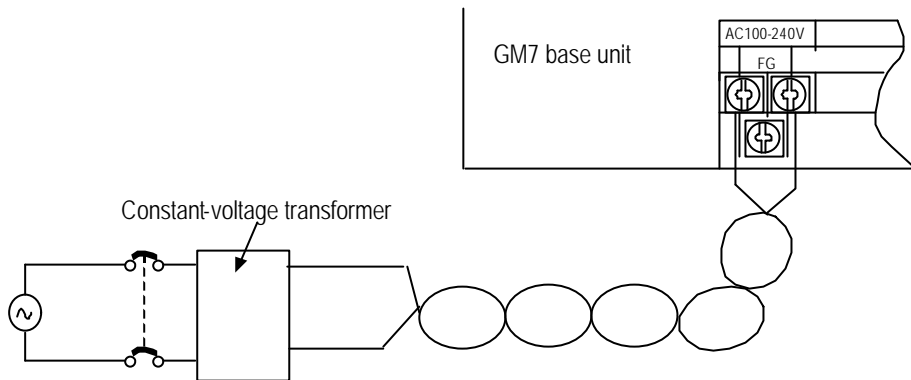 AC100-240V
GM7 base unit
FG
Constant-voltage transformer